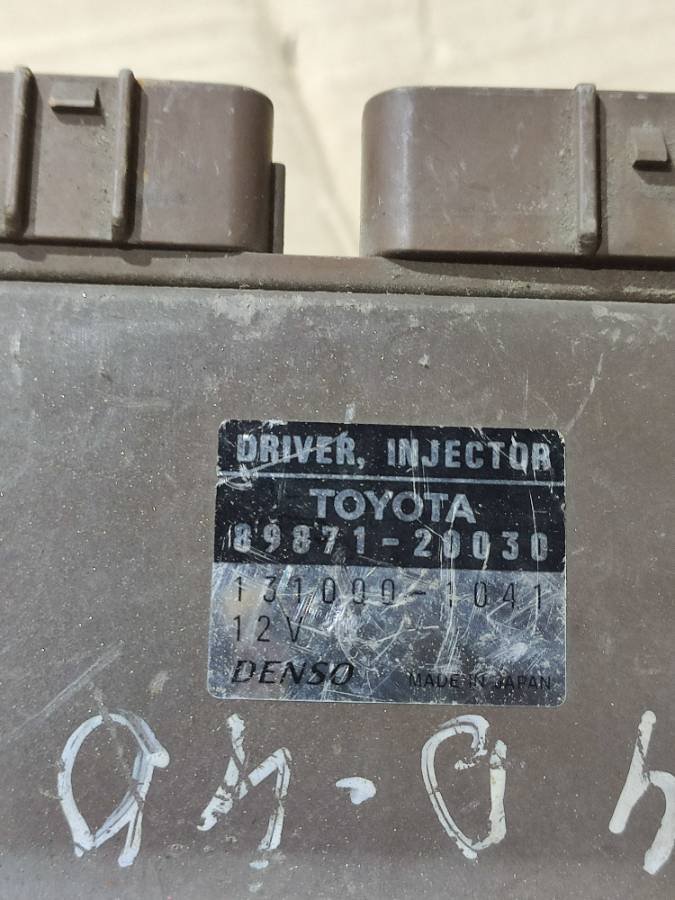 DRIVER, INJECTOR
TOYOTA
89871-20030
131000-1041
12V
DENSO
MADE IN JAPAN